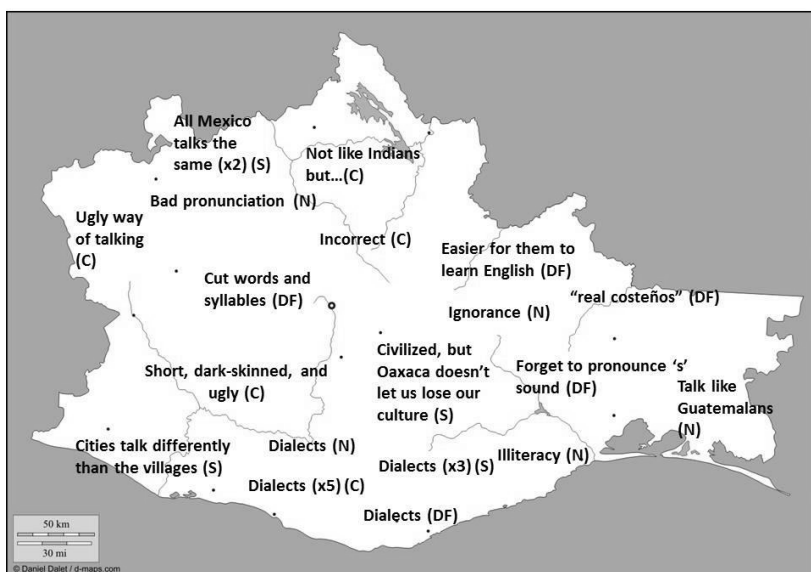 All Mexico
talks the
same (x2) (S)
Not like Indians
but…(C)
Bad pronunciation (N)
Ugly way
of talking
(C)
Incorrect (C)
Easier for them to
learn English (DF)
Cut words and
syllables (DF)
“real costeños” (DF)
Ignorance (N)
Civilized, but
Oaxaca doesn’t
let us lose our
culture (S)
Short, dark-skinned, and
ugly (C)
Forget to pronounce ‘s’
sound (DF)
Talk like
Guatemalans
(N)
Cities talk differently
than the villages (S)
Dialects (N)
Dialects (x3) (S)
Illiteracy (N)
Dialects (x5) (C)
Dialects (DF)
50 km
30 mi
© Daniel Dalet / d-maps.com